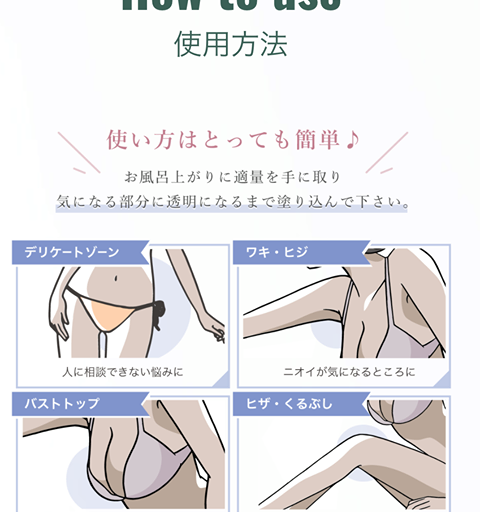 How to use
使用方法
使い方はとっても簡単♪
お風呂上がりに適量を手に取り
気になる部分に透明になるまで塗り込んで下さい。
デリケートゾーン
ワキ・ヒジ
人に相談できない悩みに
ニオイが気になるところに
バストトップ
ヒザ・くるぶし